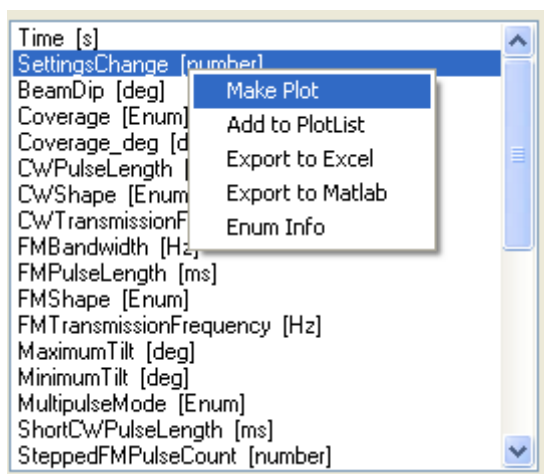 Time [s]
SettingsChange [number]
BeamDip [deg]
Coverage [Enum]
Coverage_deg [d
CWPulseLength [
CWShape [Enum
CWTransmissionF
FMBandwidth [Hz]
FMPulseLength [ms]
FMShape [Enum]
FMTransmissionFrequency [Hz]
MaximumTilt [deg]
MinimumTilt [deg]
MultipulseMode [Enum]
ShortCWPulseLength [ms]
SteppedFMPulseCount [number]
Make Plot
Add to PlotList
Export to Excel
Export to Matlab
Enum Info